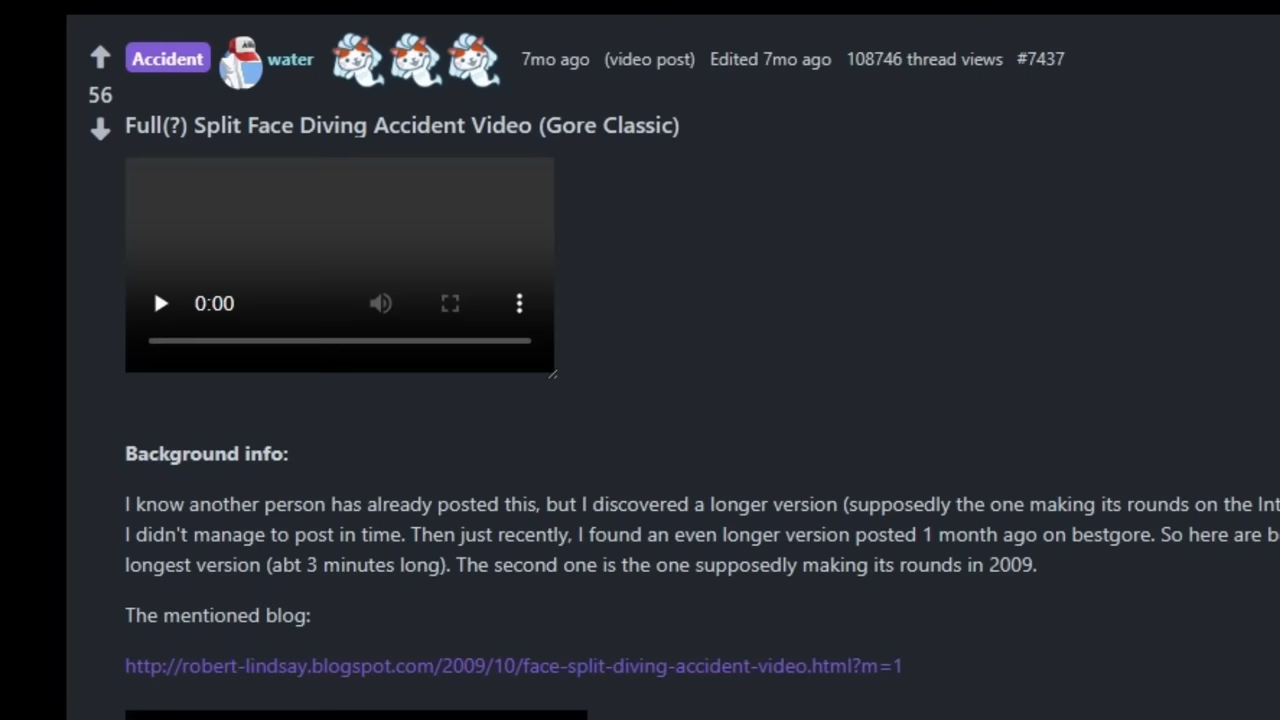 Accident water 7mo ago (video post) Edited 7mo ago 108746 thread views #7437
56
Full(?) Split Face Diving Accident Video (Gore Classic)
0:00
Background info:
I know another person has already posted this, but I discovered a longer version (supposedly the one making its rounds on the
I didn't manage to post in time. Then just recently, I found an even longer version posted 1 month ago on bestgore. So here are
longest version (abt 3 minutes long). The second one is the one supposedly making its rounds in 2009.
The mentioned blog:
http://robert-lindsay.blogspot.com/2009/10/face-split-diving-accident-video.html?m=1